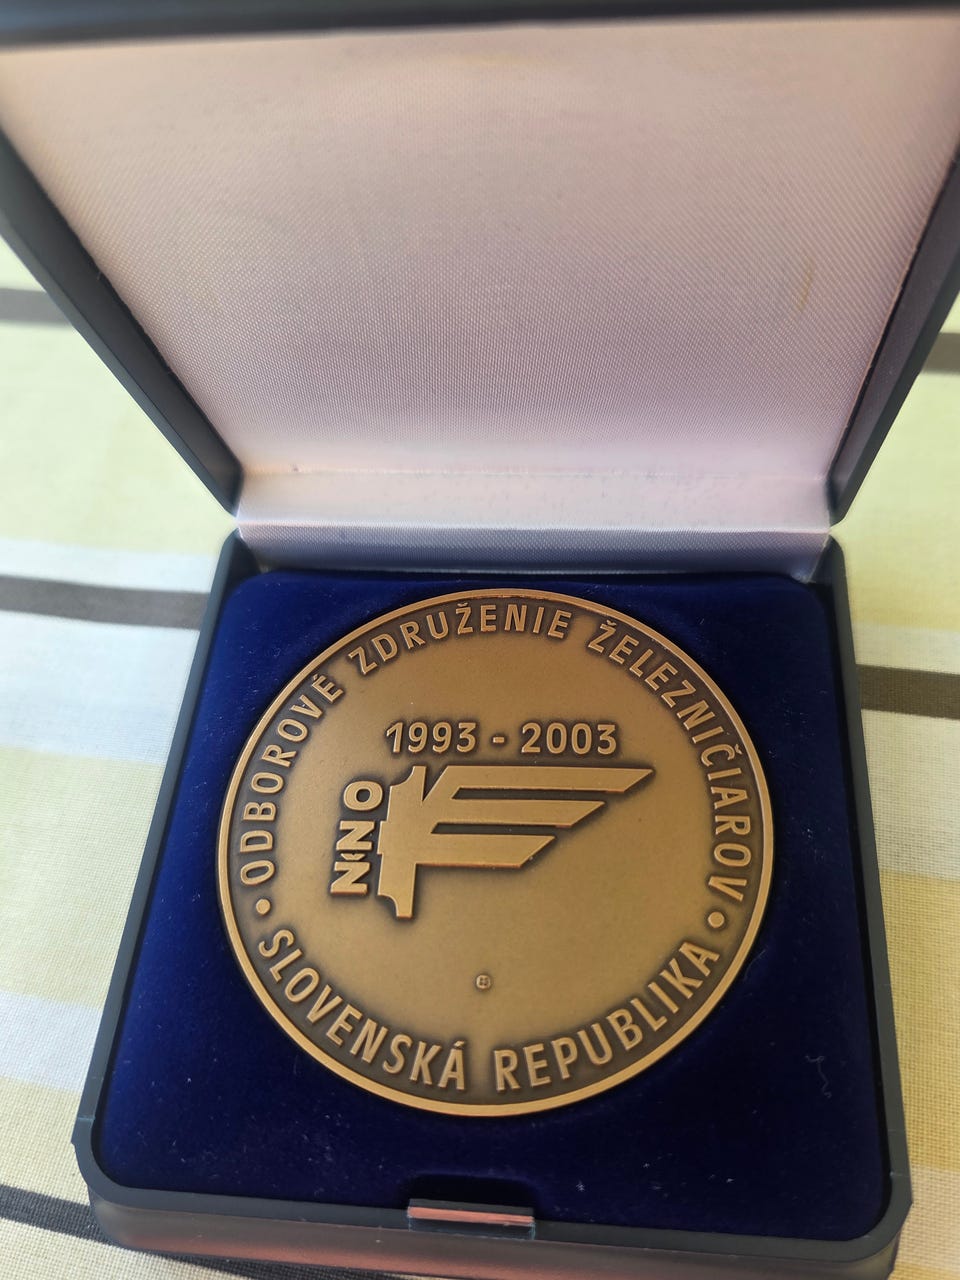 ODBOROVÉ ZDRUŽENIE ŽELEZNIČIAROV
1993 - 2003
OZŽ
• SLOVENSKÁ REPUBLIKA •